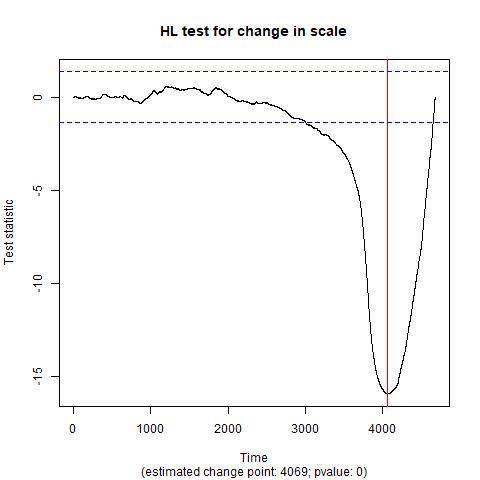 HL test for change in scale
Test statistic
0
-5
-10
-15
0 1000 2000 3000 4000
Time
(estimated change point: 4069; pvalue: 0)